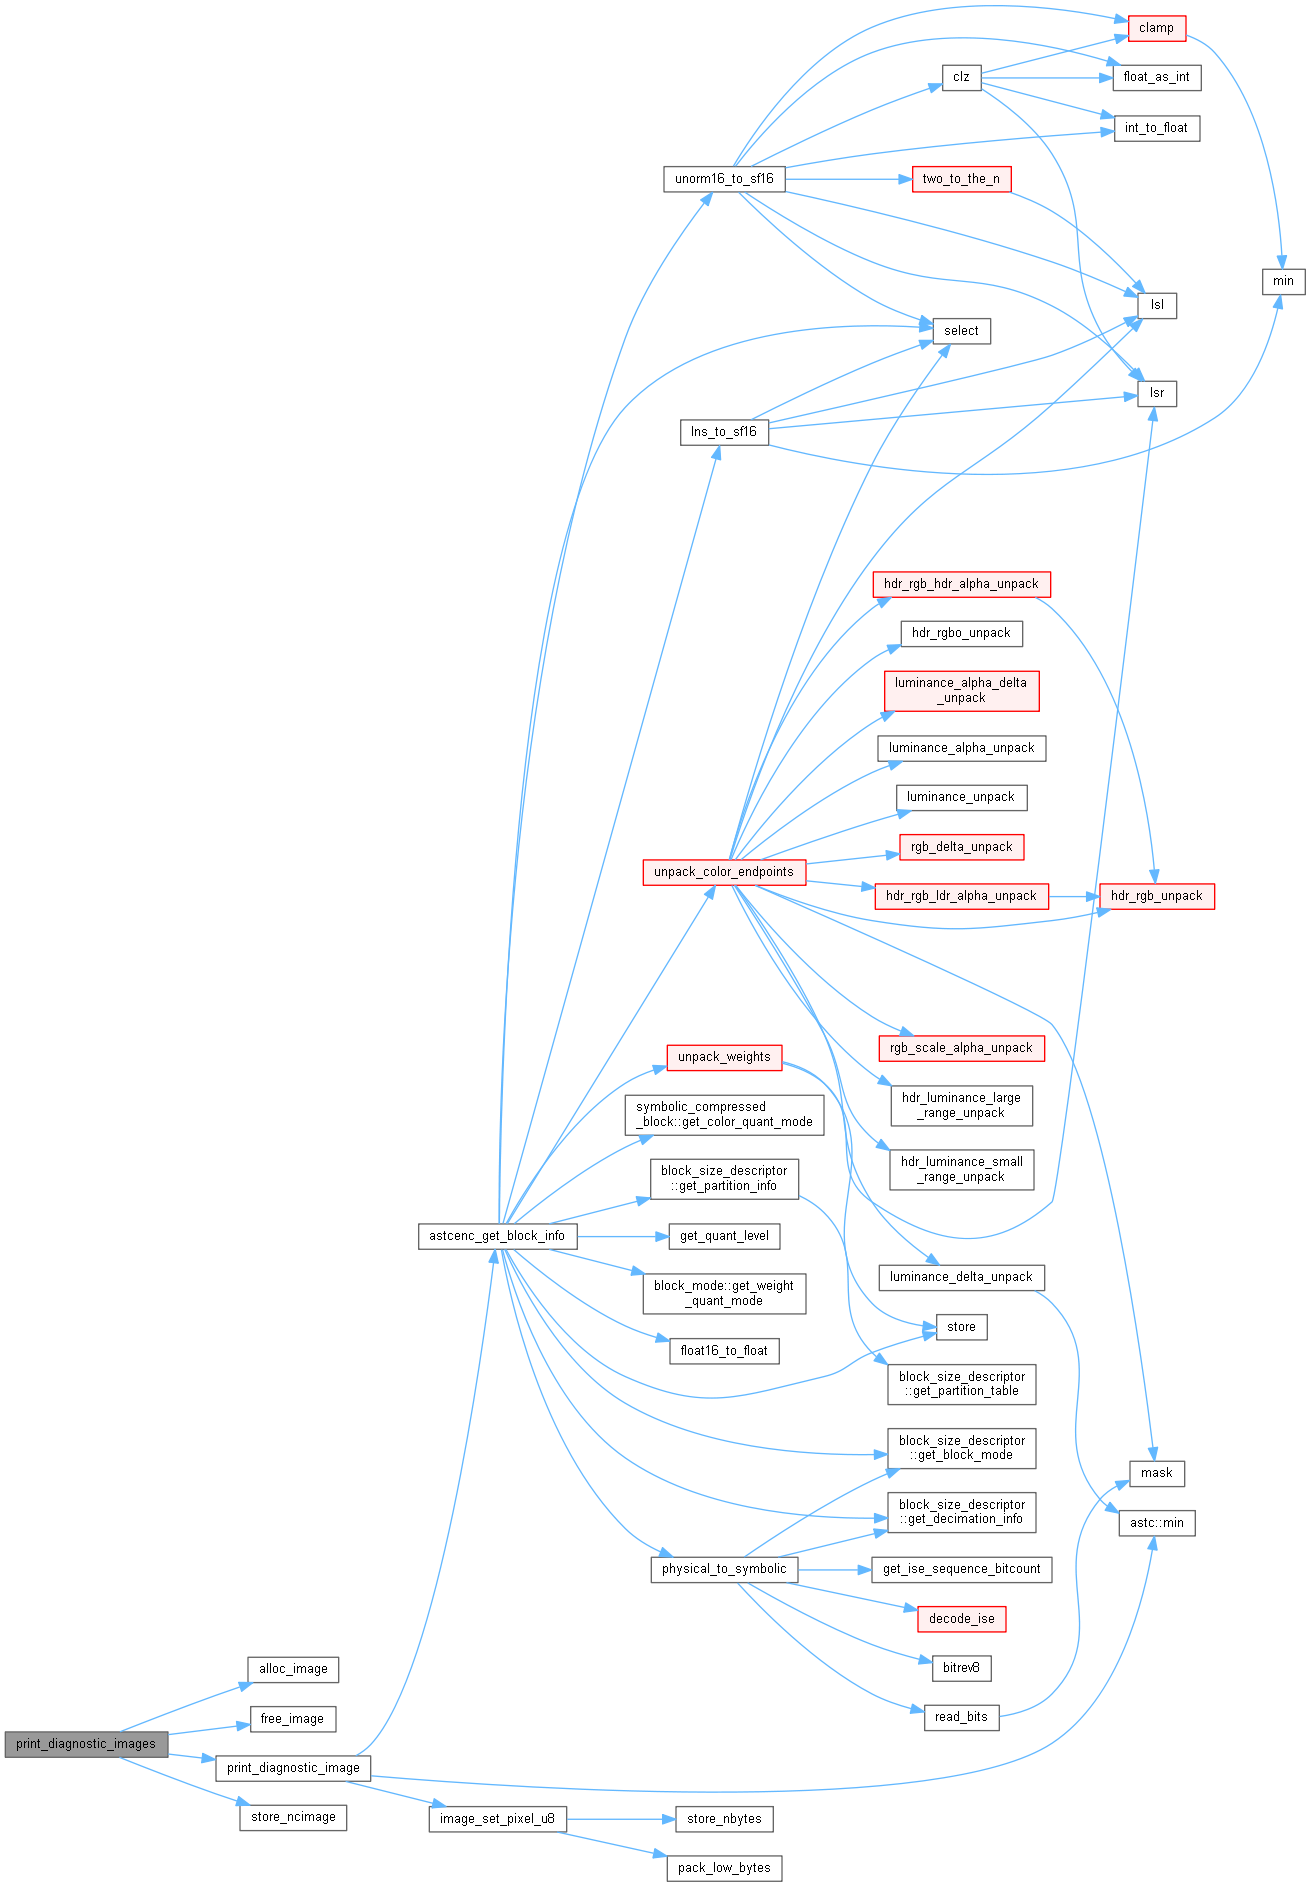 clamp
clz
float_as_int
int_to_float
unorm16_to_sf16
two_to_the_n
min
lsl
select
lsr
lns_to_sf16
hdr_rgb_hdr_alpha_unpack
hdr_rgbo_unpack
luminance_alpha_delta
_unpack
luminance_alpha_unpack
luminance_unpack
rgb_delta_unpack
unpack_color_endpoints
hdr_rgb_ldr_alpha_unpack
hdr_rgb_unpack
rgb_scale_alpha_unpack
unpack_weights
hdr_luminance_large
_range_unpack
symbolic_compressed
_block::get_color_quant_mode
hdr_luminance_small
_range_unpack
block_size_descriptor
::get_partition_info
astcenc_get_block_info
get_quant_level
luminance_delta_unpack
block_mode::get_weight
_quant_mode
store
float16_to_float
block_size_descriptor
::get_partition_table
block_size_descriptor
::get_block_mode
mask
block_size_descriptor
::get_decimation_info
astc::min
physical_to_symbolic
get_ise_sequence_bitcount
decode_ise
bitrev8
alloc_image
read_bits
free_image
print_diagnostic_images
print_diagnostic_image
store_ncimage
image_set_pixel_u8
store_nbytes
pack_low_bytes